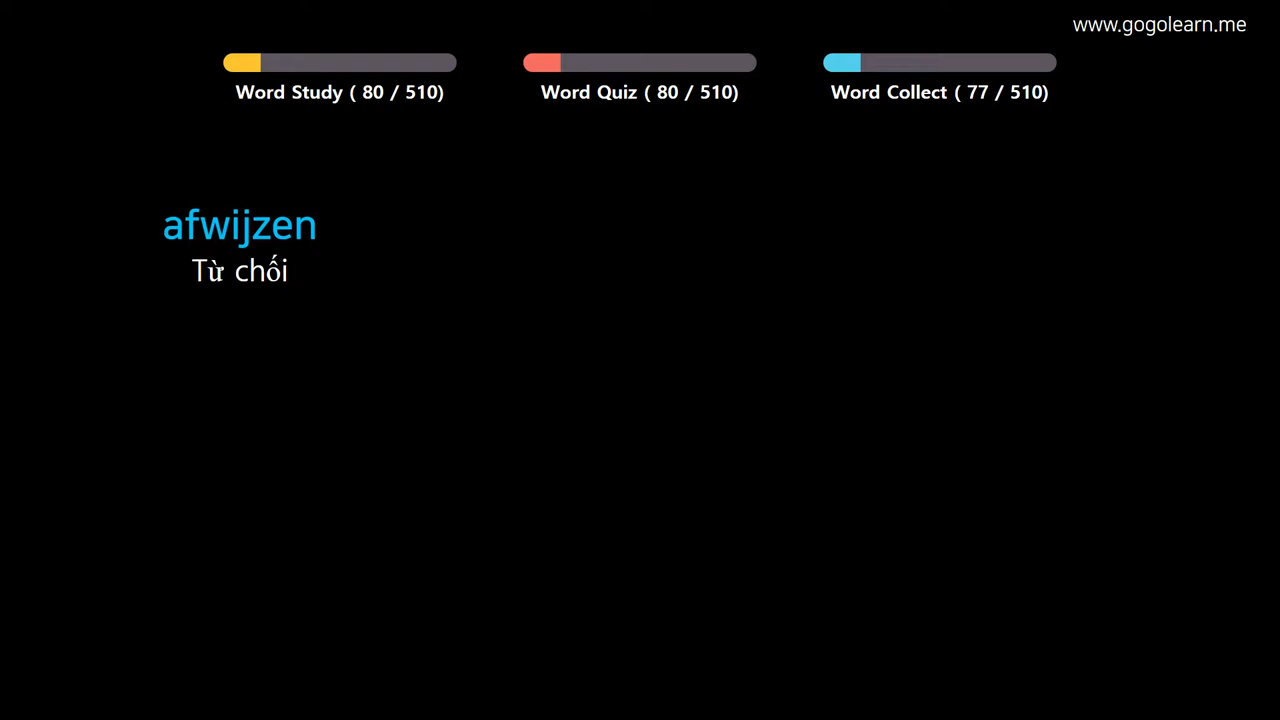 www.gogolearn.me
Word Study ( 80 / 510)
Word Quiz ( 80 / 510)
Word Collect ( 77 / 510)
afwijzen
Từ chối